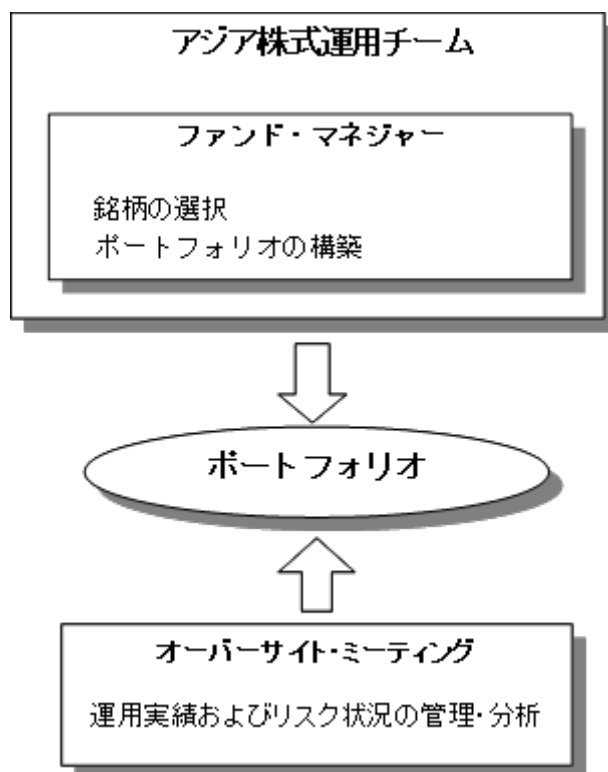 アジア株式運用チーム
ファンド・マネジャー
銘柄の選択
ポートフォリオの構築
ポートフォリオ
オーバーサイト・ミーティング
運用実績およびリスク状況の管理・分析